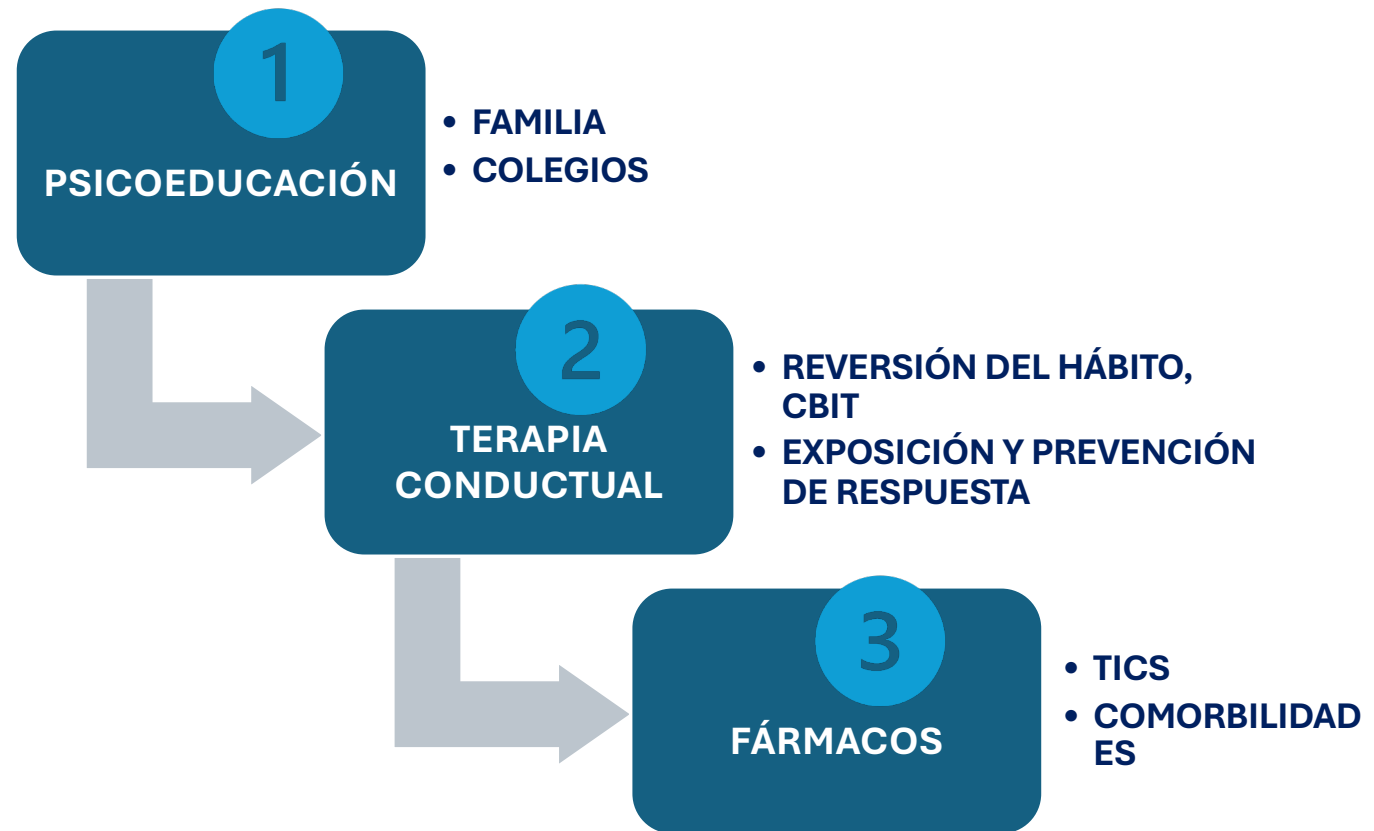 1
PSICOEDUCACIÓN
• FAMILIA
• COLEGIOS
2
TERAPIA
CONDUCTUAL
• REVERSIÓN DEL HÁBITO,
CBIT
• EXPOSICIÓN Y PREVENCIÓN
DE RESPUESTA
3
FÁRMACOS
• TICS
• COMORBILIDAD
ES